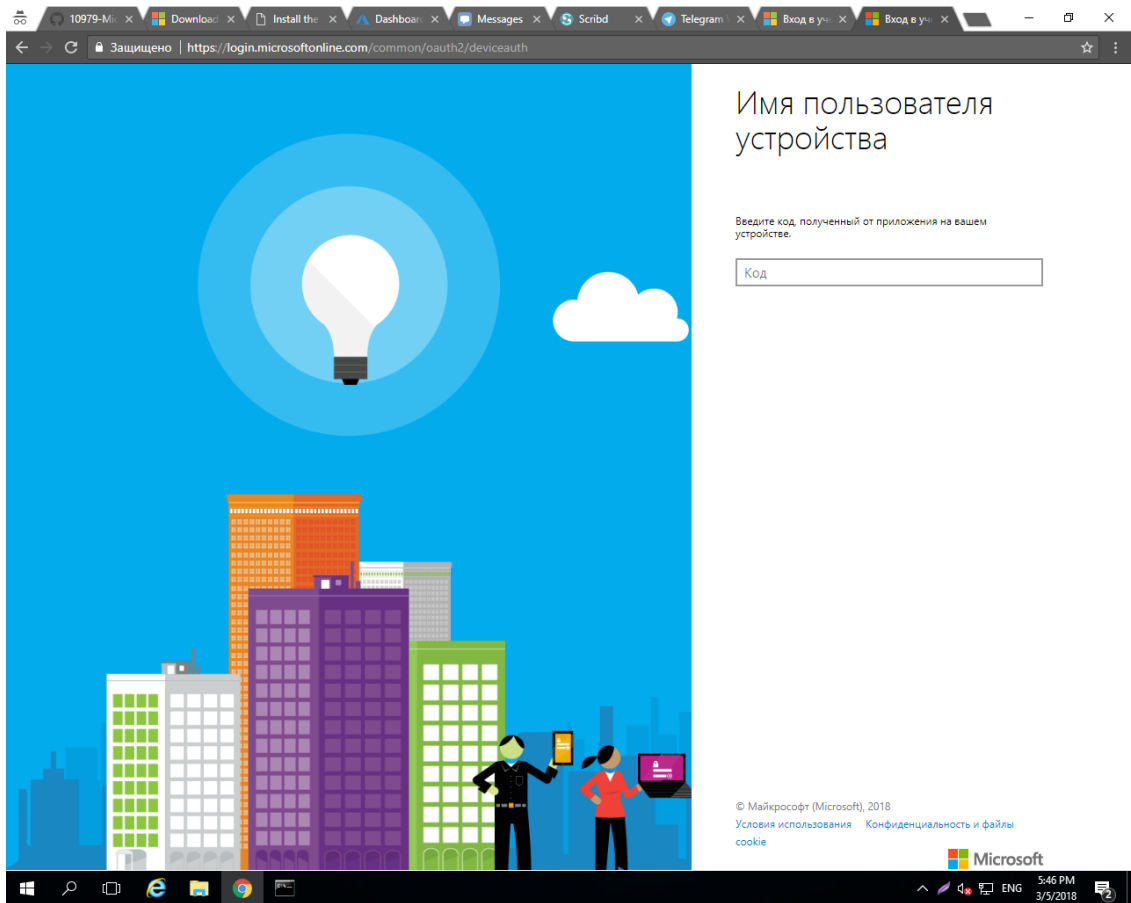 10979-Mi
Download
Install the
Dashboar
Messages
Scribd
Telegram
Вход в уч
Вход в уч
Защищено
https://login.microsoftonline.com/common/oauth2/deviceauth
Имя пользователя
устройства
Введите код, полученный от приложения на вашем
устройстве.
Код
© Майкрософт (Microsoft), 2018
Условия использования Конфиденциальность и файлы
cookie
Microsoft
ENG
5:46 PM
3/5/2018
2